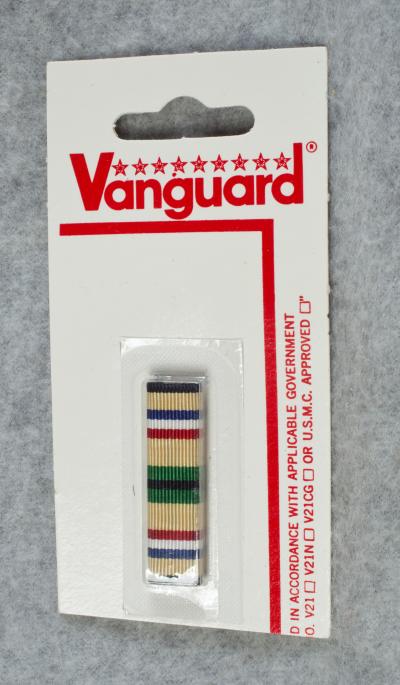 Vanguard®
D IN ACCORDANCE WITH APPLICABLE GOVERNMENT
O. V21 □ V21N □ V21CG □ OR U.S.M.C. APPROVED □"